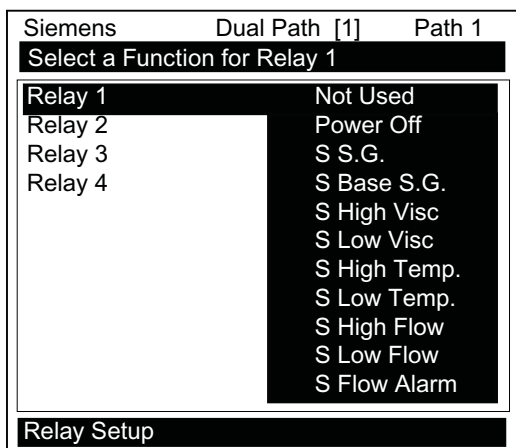 Siemens Dual Path [1] Path 1
Select a Function for Relay 1
Relay 1 Not Used
Relay 2 Power Off
Relay 3 S S.G.
Relay 4 S Base S.G.
S High Visc
S Low Visc
S High Temp.
S Low Temp.
S High Flow
S Low Flow
S Flow Alarm
Relay Setup